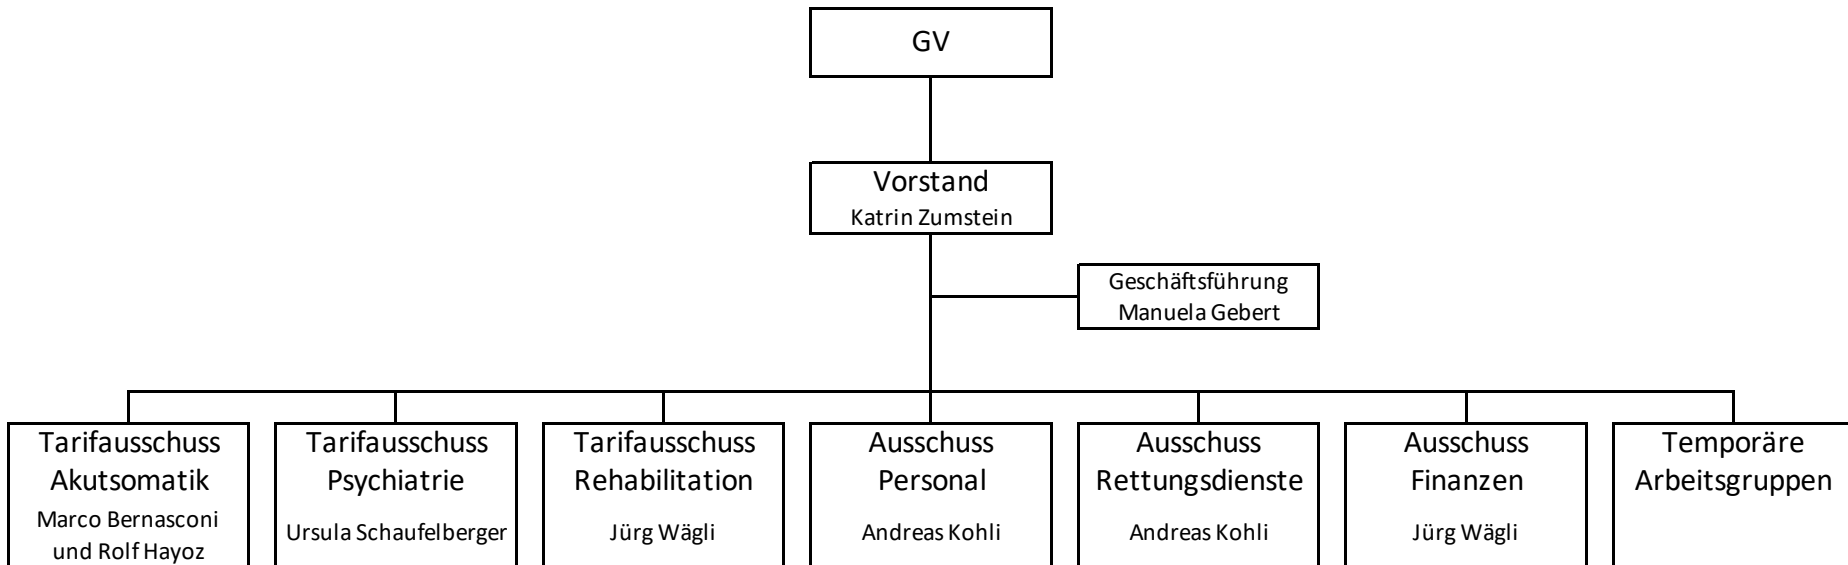 GV
Vorstand
Katrin Zumstein
Geschäftsführung
Manuela Gebert
Tarifausschuss
Akutsomatik
Marco Bernasconi
und Rolf Hayoz
Tarifausschuss
Psychiatrie
Ursula Schaufelberger
Tarifausschuss
Rehabilitation
Jürg Wägli
Ausschuss
Personal
Andreas Kohli
Ausschuss
Rettungsdienste
Andreas Kohli
Ausschuss
Finanzen
Jürg Wägli
Temporäre
Arbeitsgruppen